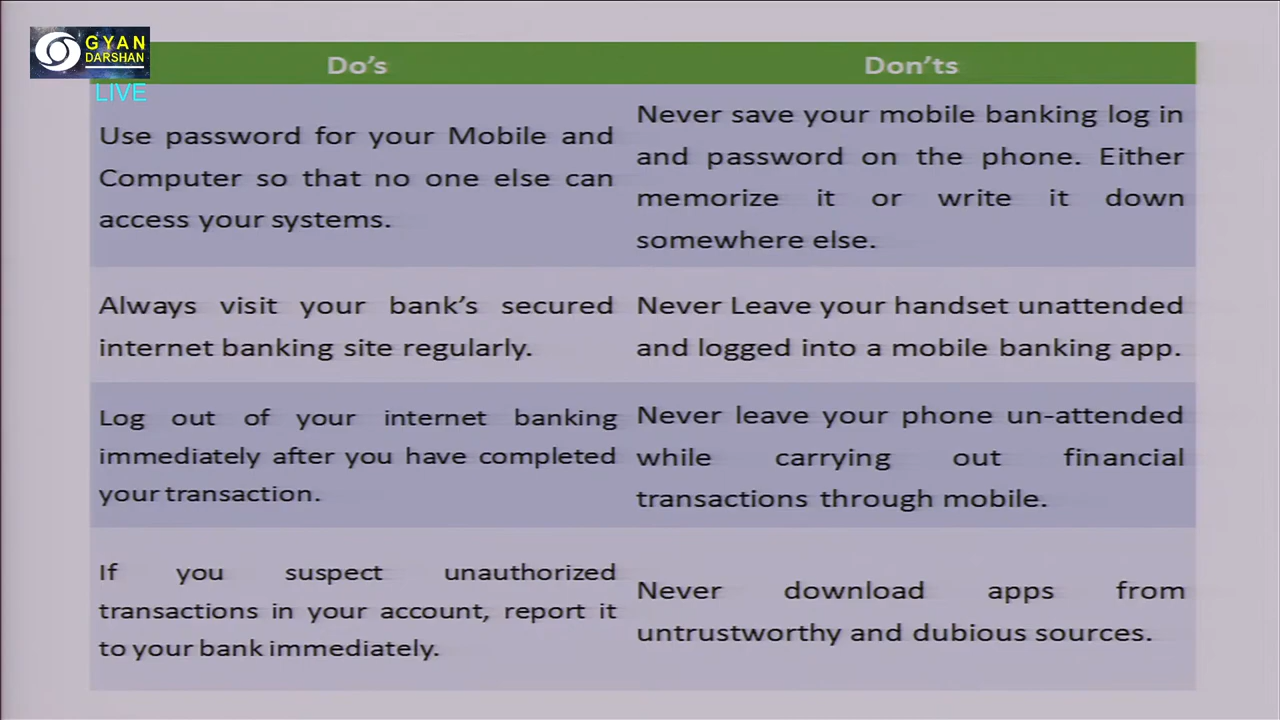 GYAN
DARSHAN
LIVE
Do's
Don'ts
Use password for your Mobile and
Computer so that no one else can
access your systems.
Never save your mobile banking log in
and password on the phone. Either
memorize it or write it down
somewhere else.
Always visit your bank's secured
internet banking site regularly.
Never Leave your handset unattended
and logged into a mobile banking app.
Log out of your internet banking
immediately after you have completed
your transaction.
Never leave your phone un-attended
while carrying out financial
transactions through mobile.
If you suspect unauthorized
transactions in your account, report it
to your bank immediately.
Never download apps from
untrustworthy and dubious sources.